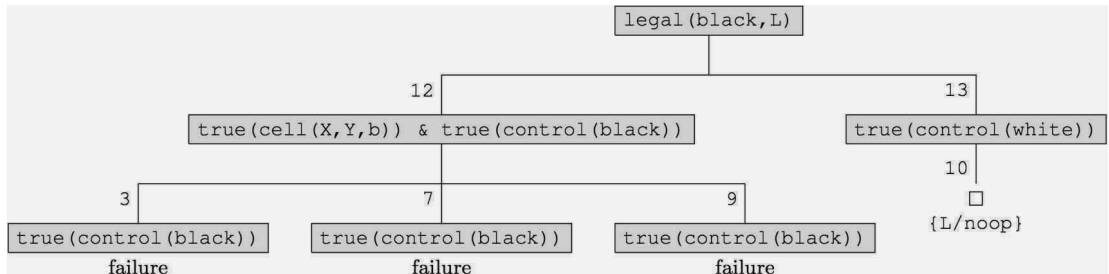 legal(black,L)
12 13
true(cell(X,Y,b)) & true(control(black)) true(control(white))
10
3 7 9
{L/noop}
true(control(black)) true(control(black)) true(control(black))
failure failure failure